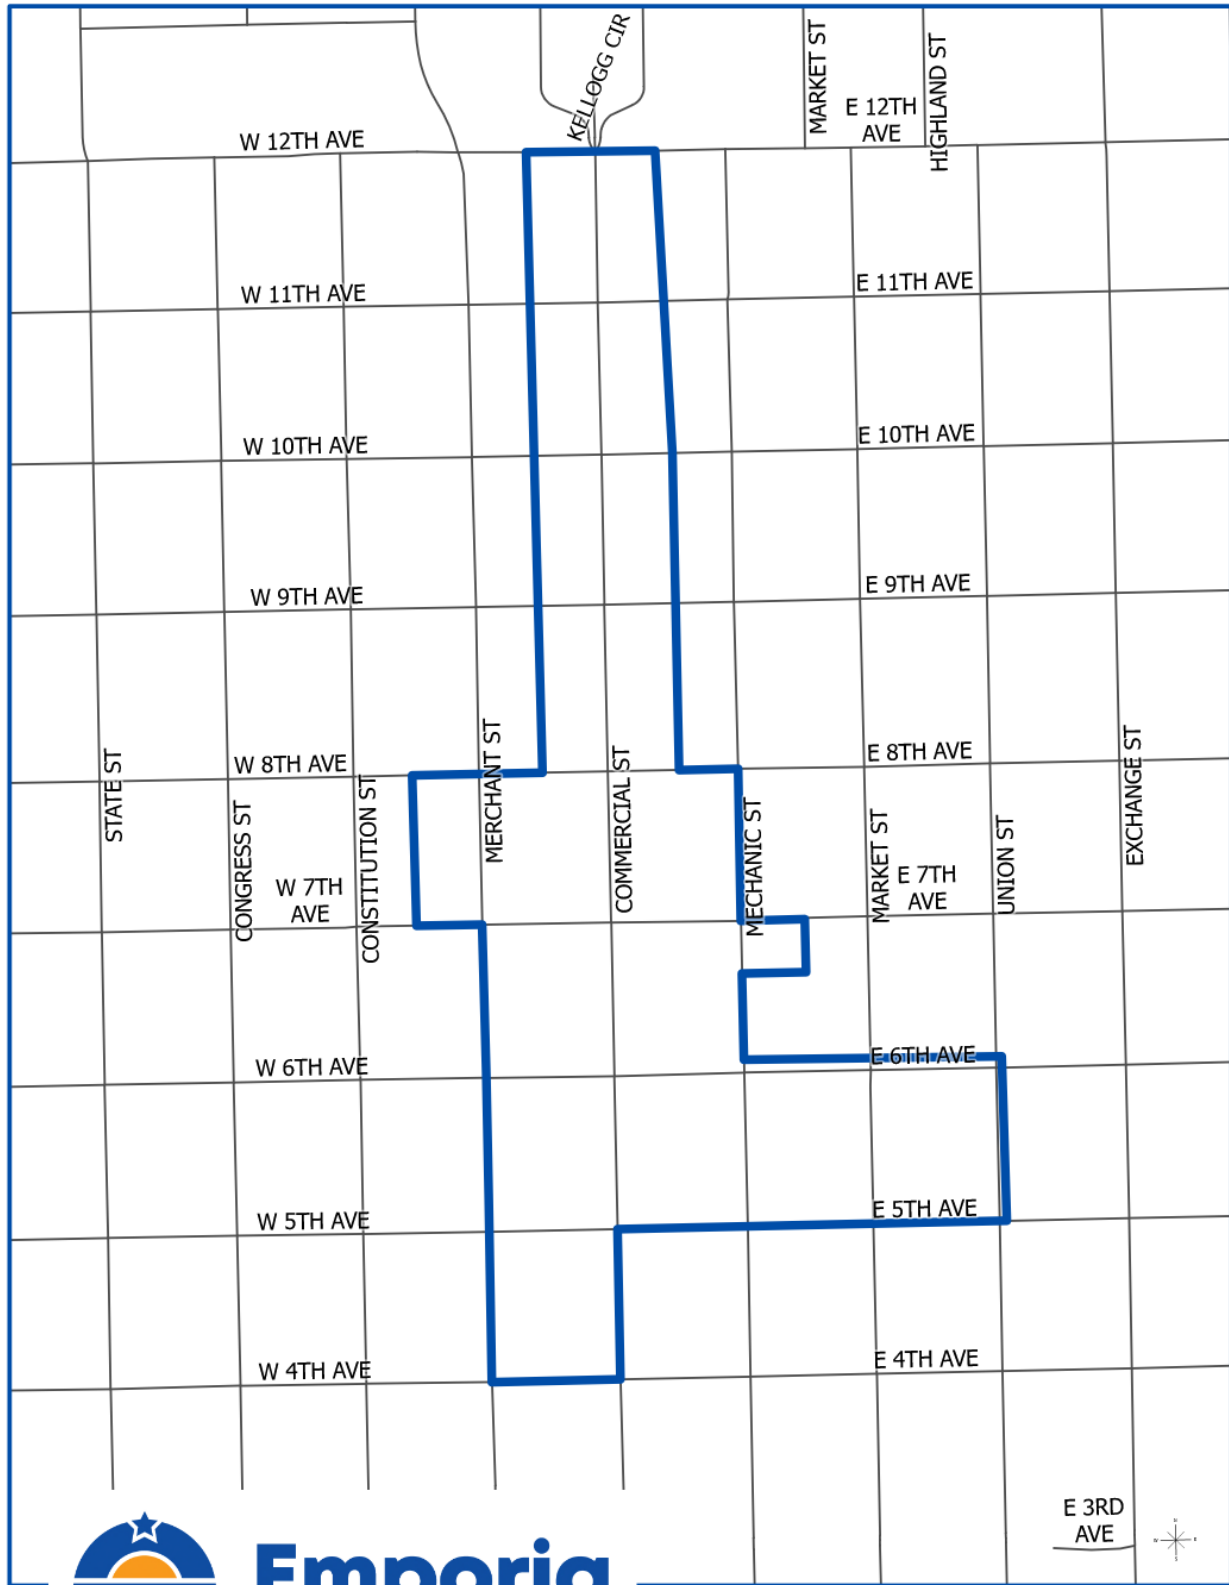 KELLOGG CIR
MARKET ST
HIGHLAND ST
E 12TH
AVE
W 12TH AVE
W 11TH AVE
E 11TH AVE
W 10TH AVE
E 10TH AVE
W 9TH AVE
E 9TH AVE
W 8TH AVE
E 8TH AVE
STATE ST
CONGRESS ST
CONSTITUTION ST
MERCHANT ST
COMMERCIAL ST
MECHANIC ST
MARKET ST
UNION ST
EXCHANGE ST
W 7TH
AVE
E 7TH
AVE
W 6TH AVE
E 6TH AVE
W 5TH AVE
E 5TH AVE
W 4TH AVE
E 4TH AVE
E 3RD
AVE
Emporia